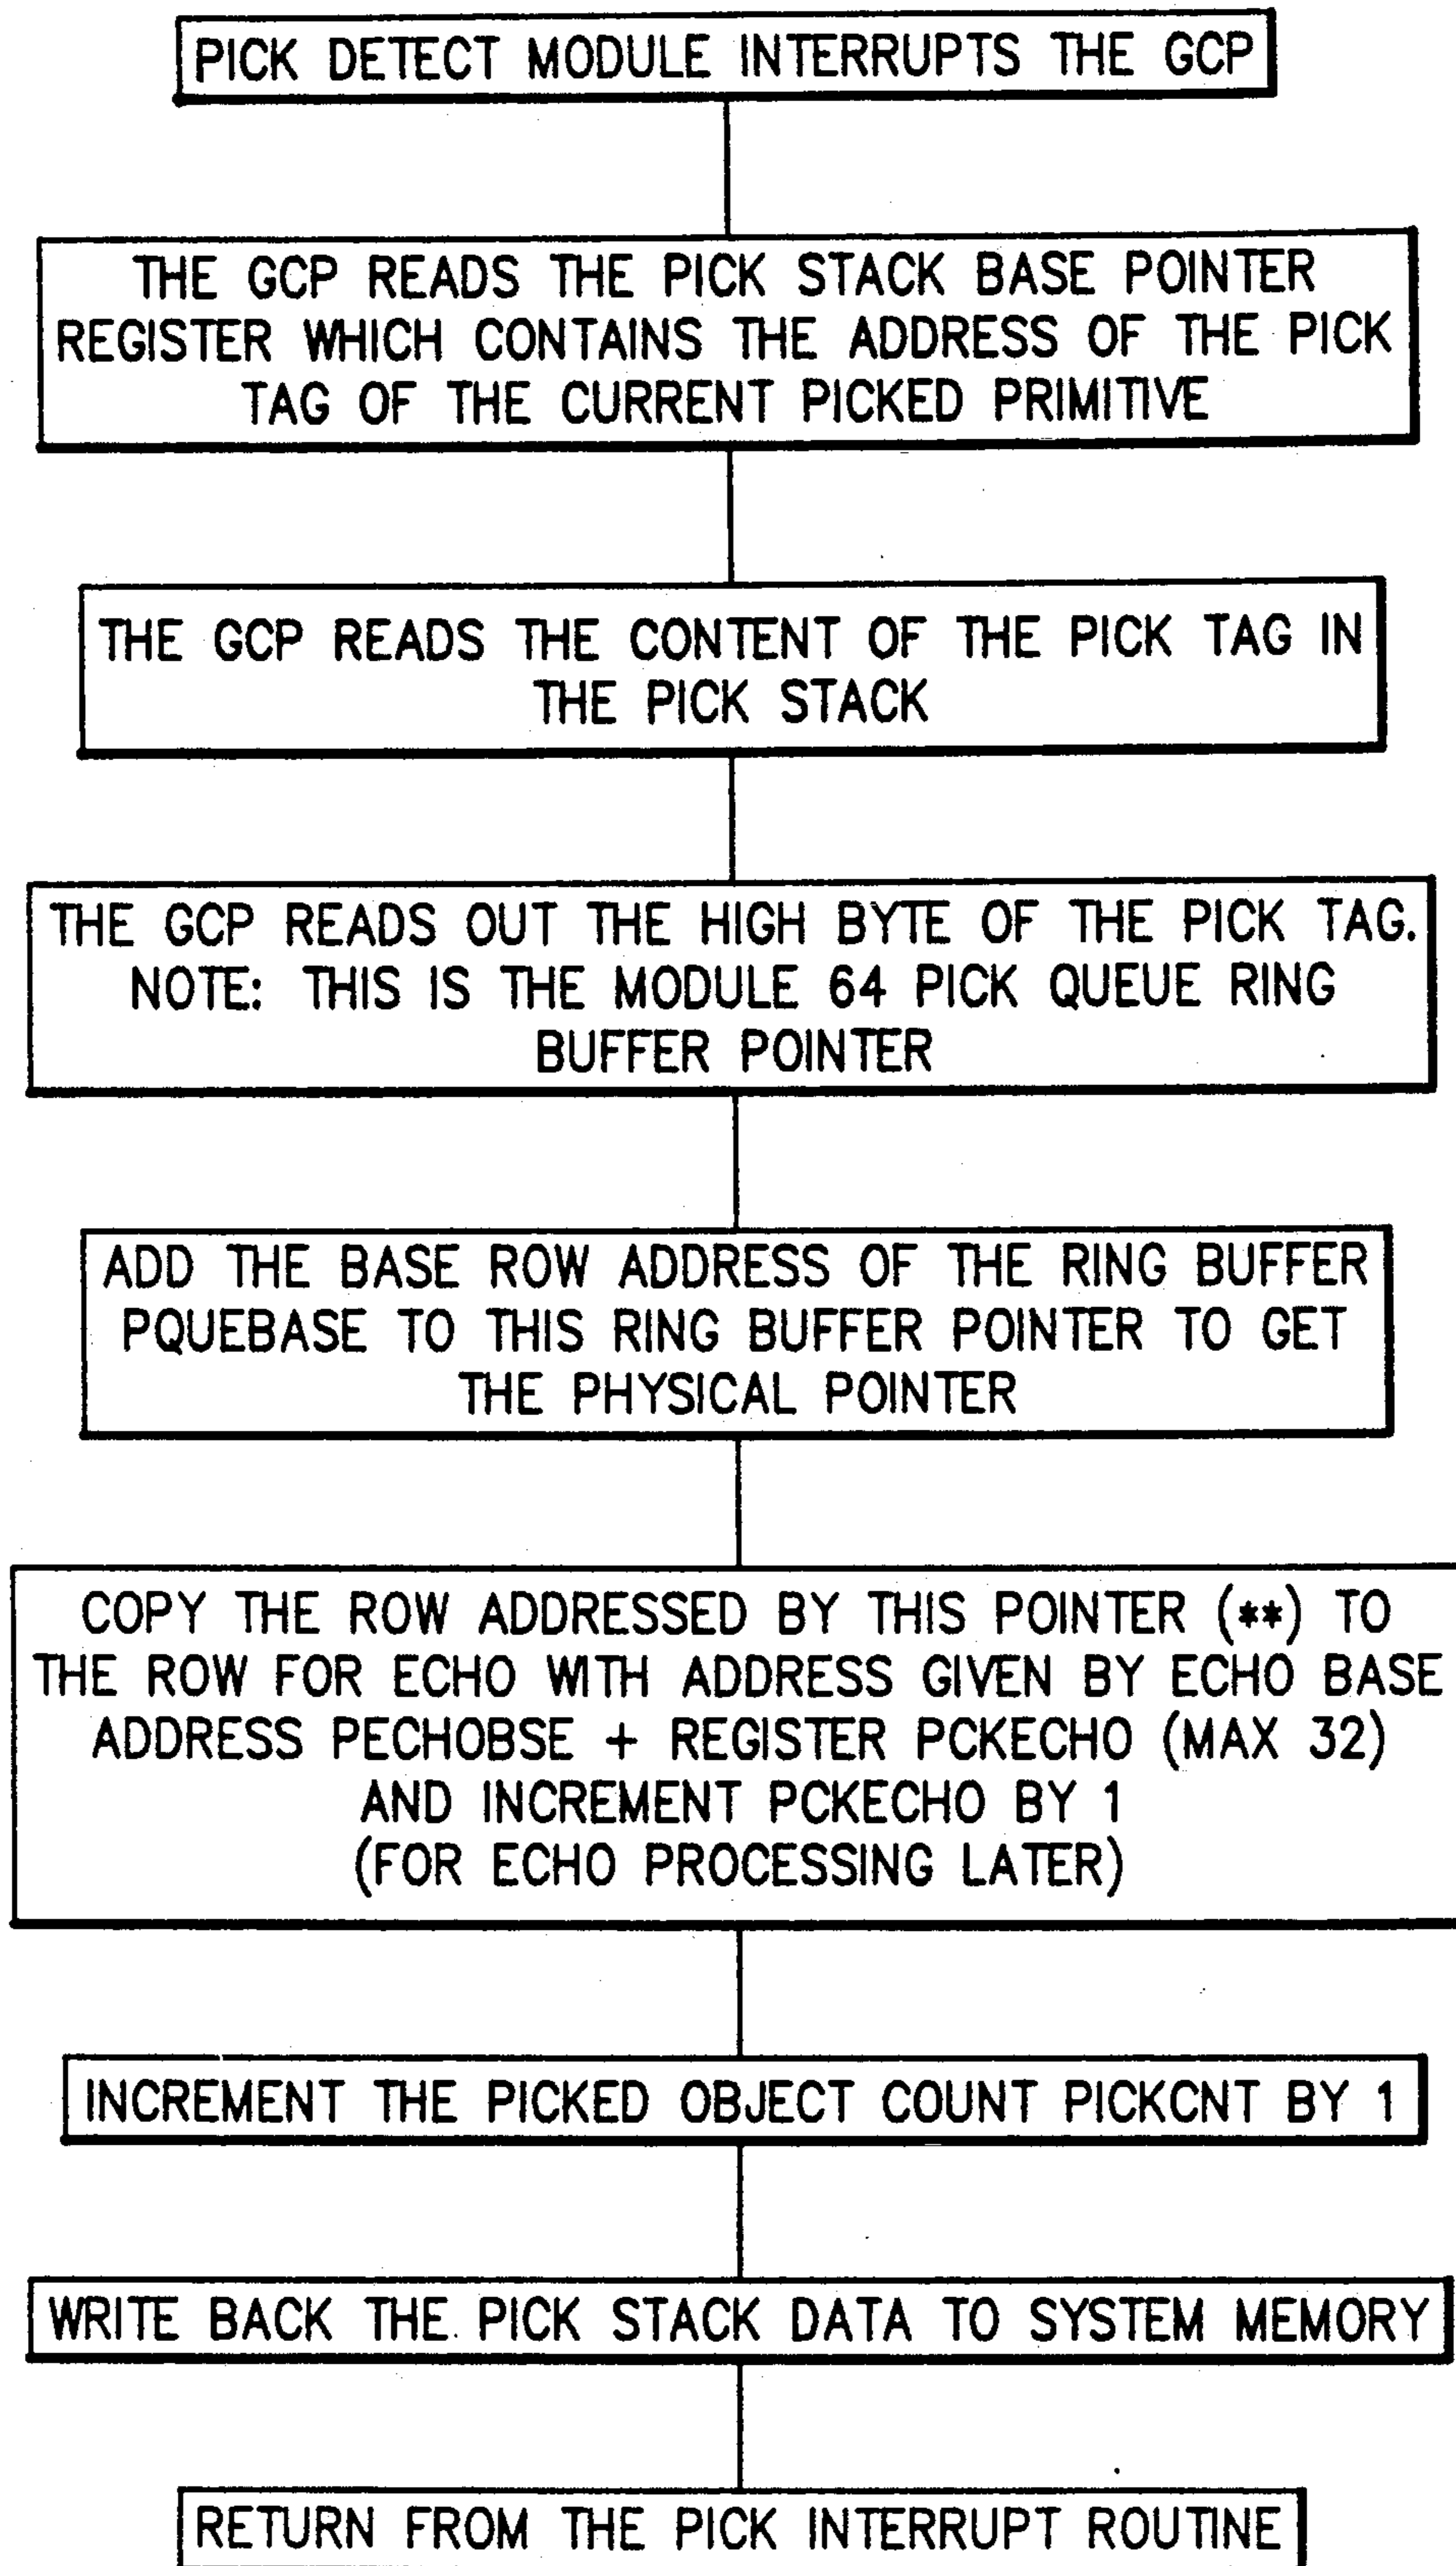 PICK DETECT MODULE INTERRUPTS THE GCP
THE GCP READS THE PICK STACK BASE POINTER
REGISTER WHICH CONTAINS THE ADDRESS OF THE PICK
TAG OF THE CURRENT PICKED PRIMITIVE
THE GCP READS THE CONTENT OF THE PICK TAG IN
THE PICK STACK
THE GCP READS OUT THE HIGH BYTE OF THE PICK TAG.
NOTE: THIS IS THE MODULE 64 PICK QUEUE RING
BUFFER POINTER
ADD THE BASE ROW ADDRESS OF THE RING BUFFER
PQUEBASE TO THIS RING BUFFER POINTER TO GET
THE PHYSICAL POINTER
COPY THE ROW ADDRESSED BY THIS POINTER (**) TO
THE ROW FOR ECHO WITH ADDRESS GIVEN BY ECHO BASE
ADDRESS PECHOBSE + REGISTER PCKECHO (MAX 32)
AND INCREMENT PCKECHO BY 1
(FOR ECHO PROCESSING LATER)
INCREMENT THE PICKED OBJECT COUNT PICKCNT BY 1
WRITE BACK THE PICK STACK DATA TO SYSTEM MEMORY
RETURN FROM THE PICK INTERRUPT ROUTINE